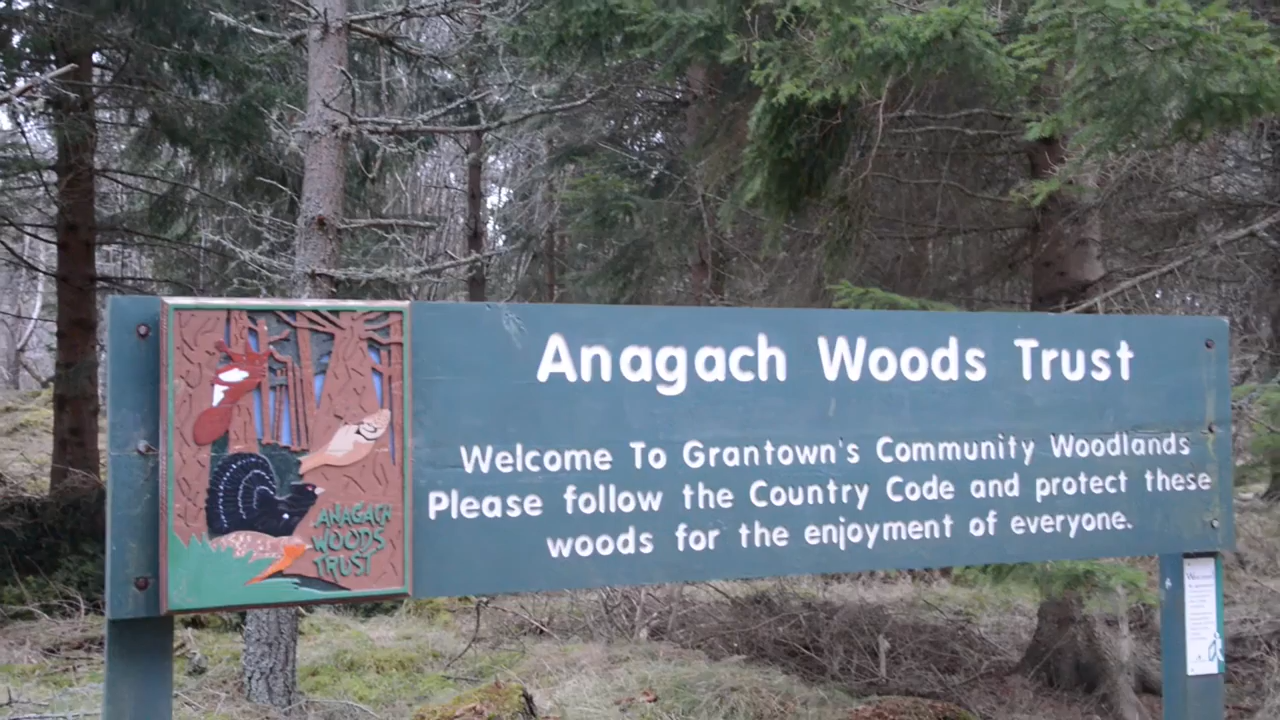 Anagach Woods Trust
Welcome To Grantown's Community Woodlands
Please follow the Country Code and protect these
woods for the enjoyment of everyone.
ANAGACH
WOODS
TRUST
Welcome